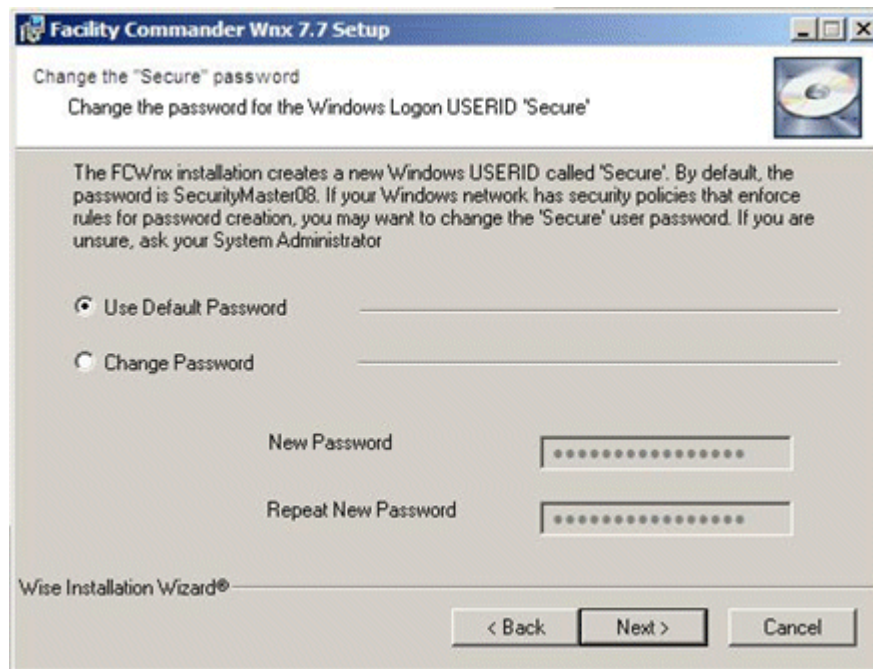 Facility Commander Wnx 7.7 Setup
Change the "Secure" password
Change the password for the Windows Logon USERID 'Secure'
The FCWnx installation creates a new Windows USERID called 'Secure'. By default, the
password is SecurityMaster08. If your Windows network has security policies that enforce
rules for password creation, you may want to change the 'Secure' user password. If you are
unsure, ask your System Administrator
Use Default Password
Change Password
New Password
Repeat New Password
Wise Installation Wizard®
< Back
Next >
Cancel